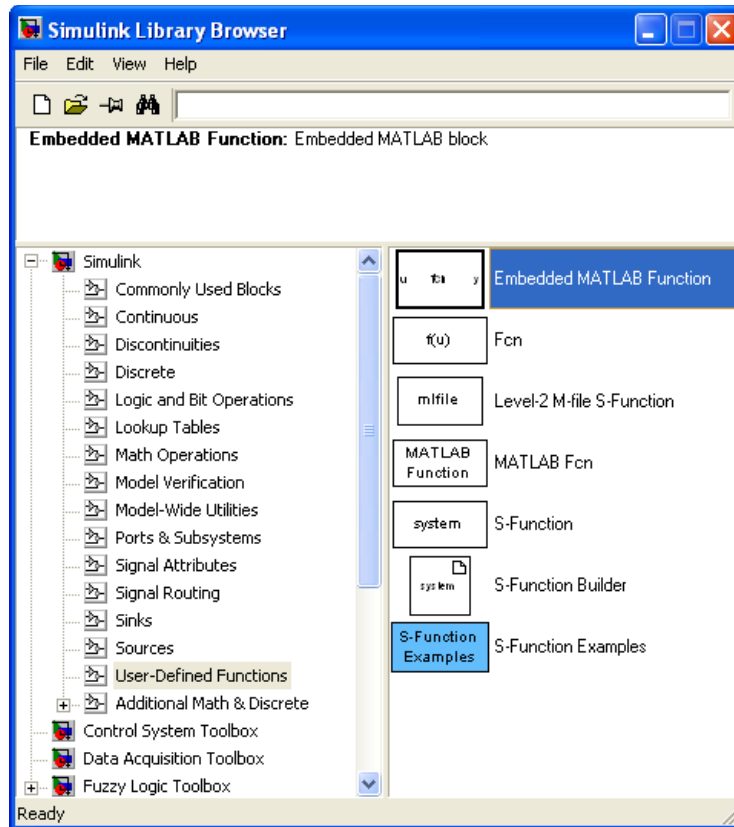 Simulink Library Browser
File Edit View Help
Embedded MATLAB Function: Embedded MATLAB block
Simulink
Commonly Used Blocks
Continuous
Discontinuities
Discrete
Logic and Bit Operations
Lookup Tables
Math Operations
Model Verification
Model-Wide Utilities
Ports & Subsystems
Signal Attributes
Signal Routing
Sinks
Sources
User-Defined Functions
Additional Math & Discrete
Control System Toolbox
Data Acquisition Toolbox
Fuzzy Logic Toolbox
u fcn y
Embedded MATLAB Function
f(u)
Fcn
mlfile
Level-2 M-file S-Function
MATLAB
Function
MATLAB Fcn
system
S-Function
system
S-Function Builder
S-Function
Examples
S-Function Examples
Ready